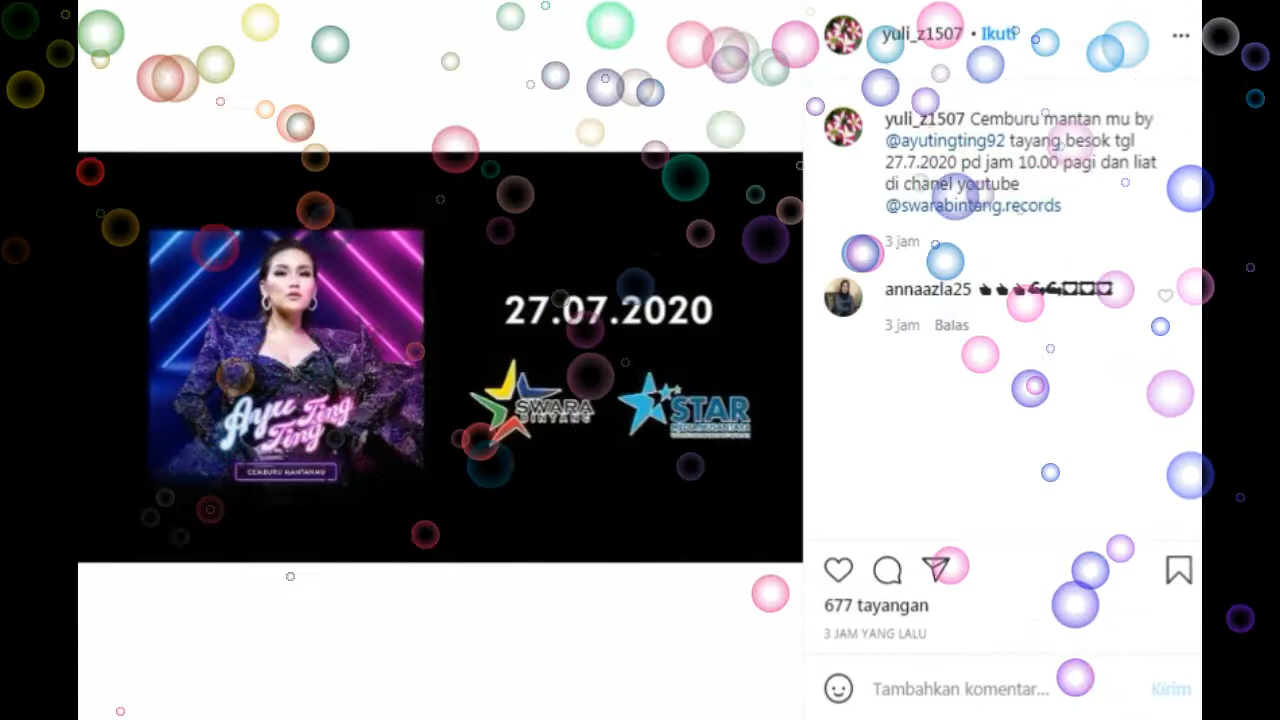 yuli_z1507 • Ikuti
yuli_z1507 Cemburu mantan mu by
@ayutingting92 tayang besok tgl
27.7.2020 pd jam 10.00 pagi dan liat
di chanel youtube
@swarabintang.records
3 jam
annaazla25
3 jam Balas
27.07.2020
SWARA
BINTANG
STAR
MEDIA NUSANTARA
Ayu Ting
Ting
CEMBURU MANTANMU
677 tayangan
3 JAM YANG LALU
Tambahkan komentar...
Kirim